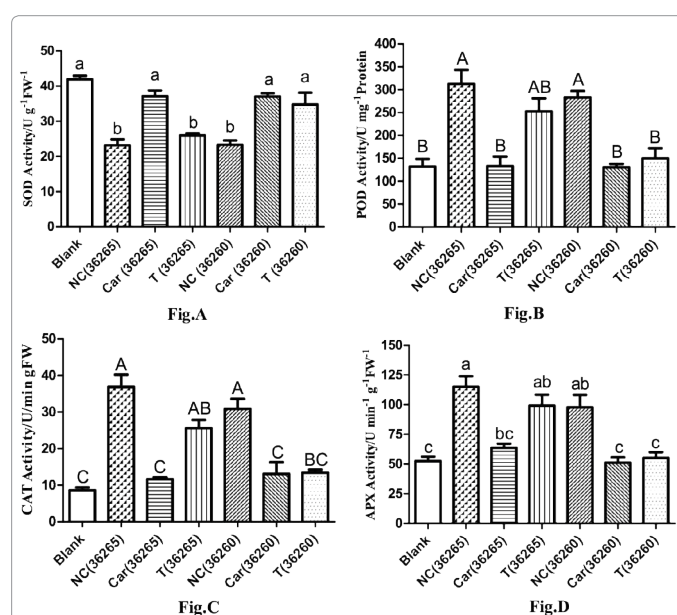 SOD Activity/U g⁻¹FW⁻¹
50
40
30
20
10
0
a
b
a
b
b
a
a
Blank
NC(36265)
Car (36265)
T (36265)
NC (36260)
Car (36260)
T (36260)
Fig.A
POD Activity/U mg⁻¹Protein
400
350
300
250
200
150
100
50
0
B
A
B
AB
A
B
B
Blank
NC(36265)
Car(36265)
T(36265)
NC(36260)
Car(36260)
T(36260)
Fig.B
CAT Activity/U/min gFW
50
40
30
20
10
0
C
A
C
AB
A
C
BC
Blank
NC(36265)
Car(36265)
T(36265)
NC(36260)
Car(36260)
T(36260)
Fig.C
APX Activity/U min⁻¹ g⁻¹FW⁻¹
150
125
100
75
50
25
0
c
a
bc
ab
ab
c
c
Blank
NC(36265)
Car(36265)
T(36265)
NC(36260)
Car(36260)
T(36260)
Fig.D